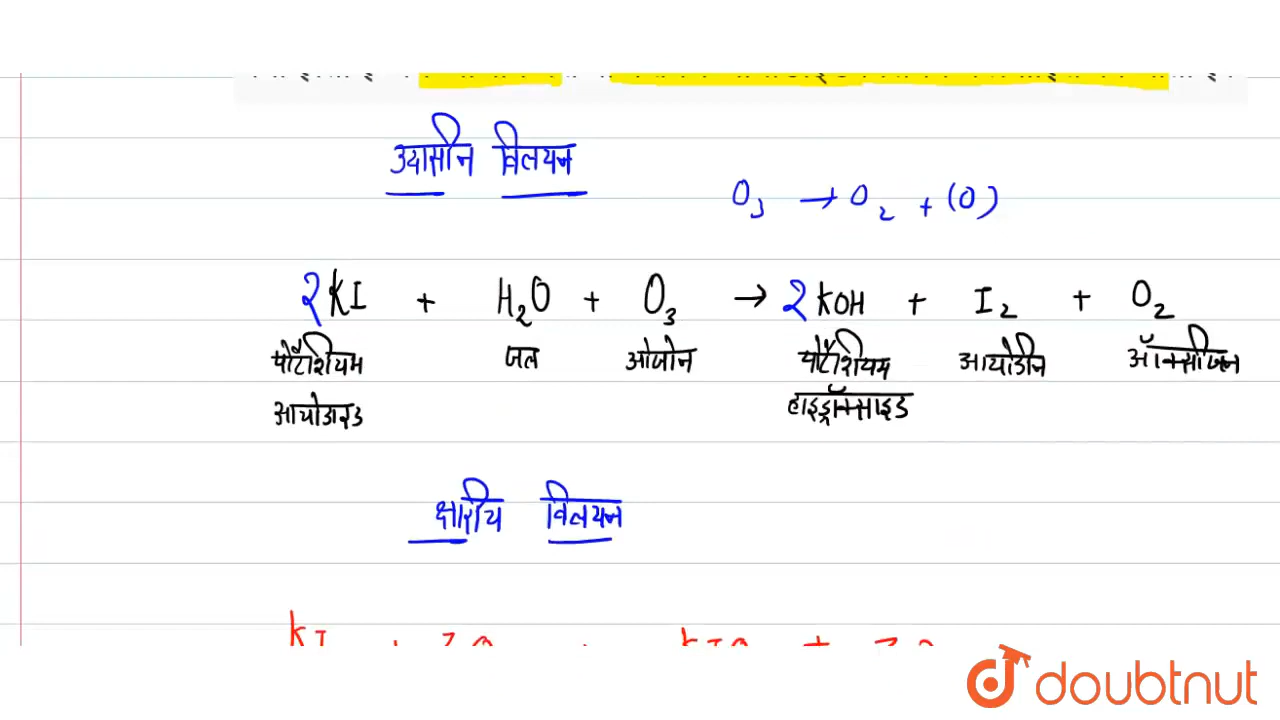 उदासीन विलयन
O3 → O2 + (O)
2KI + H2O + O3 → 2KOH + I2 + O2
पोटैशियम जल ओजोन पोटैशियम आयोडीन ऑक्सीजन
आयोडाइड हाइड्रॉक्साइड
क्षारीय विलयन
doubtnut